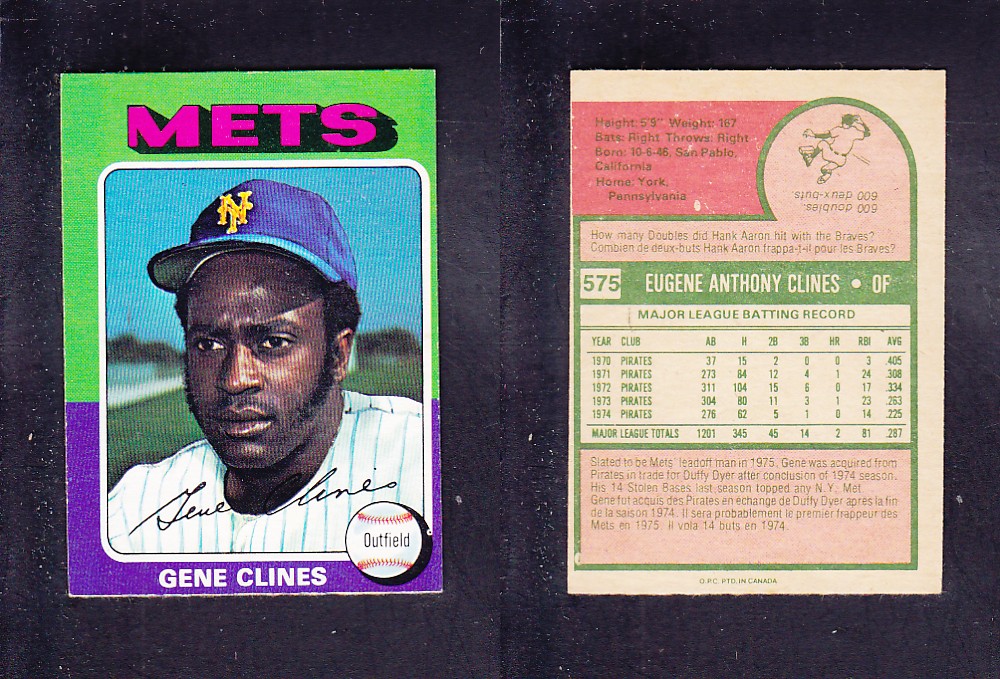 METS
NY
Gene Clines
Outfield
GENE CLINES
Height: 5'9" Weight: 167
Bats: Right Throws: Right
Born: 10-6-46, San Pablo,
California
Home: York,
Pennsylvania
600 doubles.
600 deux-buts
How many Doubles did Hank Aaron hit with the Braves?
Combien de deux-buts Hank Aaron frappa-t-il pour les Braves?
575 EUGENE ANTHONY CLINES • OF
MAJOR LEAGUE BATTING RECORD
YEAR CLUB AB H 2B 3B HR RBI AVG
1970 PIRATES 37 15 2 0 0 3 .405
1971 PIRATES 273 84 12 4 1 24 .308
1972 PIRATES 311 104 15 6 0 17 .334
1973 PIRATES 304 80 11 3 1 23 .263
1974 PIRATES 276 62 5 1 0 14 .225
MAJOR LEAGUE TOTALS 1201 345 45 14 2 81 .287
Slated to be Mets' leadoff man in 1975, Gene was acquired from
Pirates in trade for Duffy Dyer after conclusion of 1974 season.
His 14 Stolen Bases last season topped any N.Y. Met
Gene fut acquis des Pirates en echange de Duffy Dyer après la fin
de la saison 1974. Il sera probablement le premier frappeur des
Mets en 1975. Il vola 14 buts en 1974.
O.P.C. PTD. IN CANADA